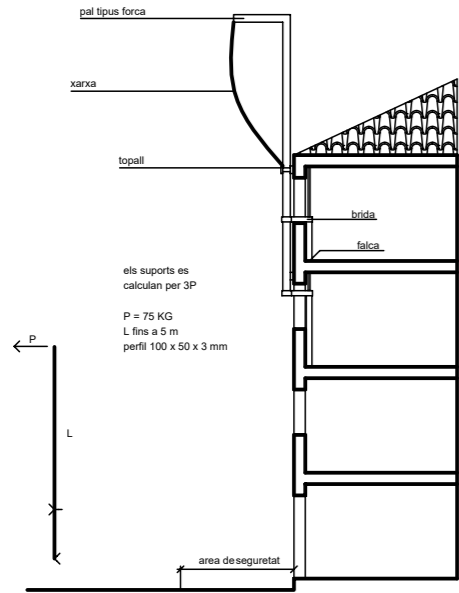 pal tipus forca
xarxa
topall
brida
falca
els suports es
calculan per 3P
P = 75 KG
L fins a 5 m
perfil 100 x 50 x 3 mm
P
L
area de seguretat